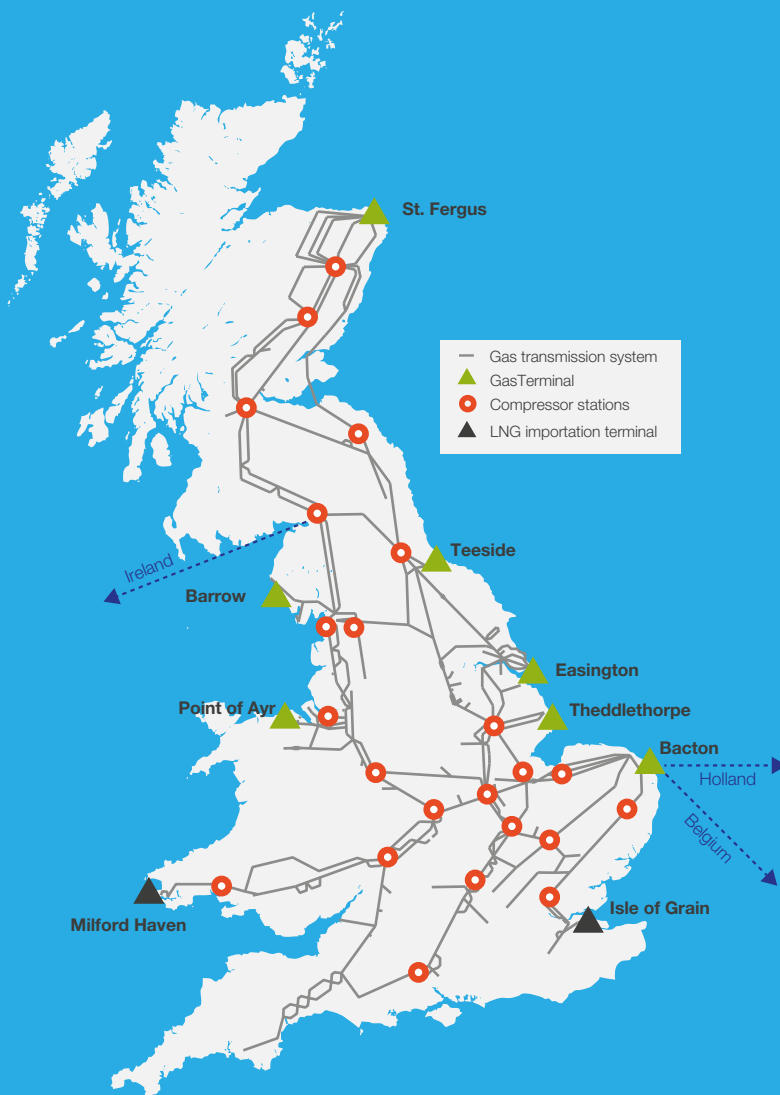 St. Fergus
Gas transmission system
GasTerminal
Compressor stations
LNG importation terminal
Teeside
Ireland
Barrow
Easington
Point of Ayr
Theddlethorpe
Bacton
Holland
Belgium
Isle of Grain
Milford Haven